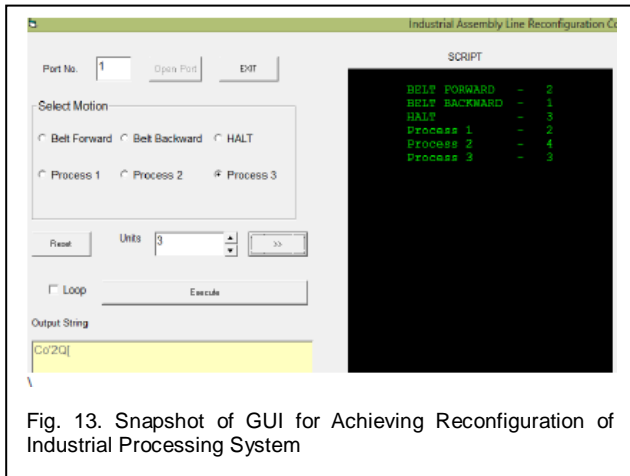 Industrial Assembly Line Reconfiguration Co
Port No. 1 Open Port EXIT
SCRIPT
BELT FORWARD - 2
BELT BACKWARD - 1
HALT - 3
Process 1 - 2
Process 2 - 4
Process 3 - 3
Select Motion
Belt Forward Belt Backward HALT
Process 1 Process 2 Process 3
Reset Units 3 >>
Loop Execute
Output String
Co'2Q[
\
Fig. 13. Snapshot of GUI for Achieving Reconfiguration of
Industrial Processing System